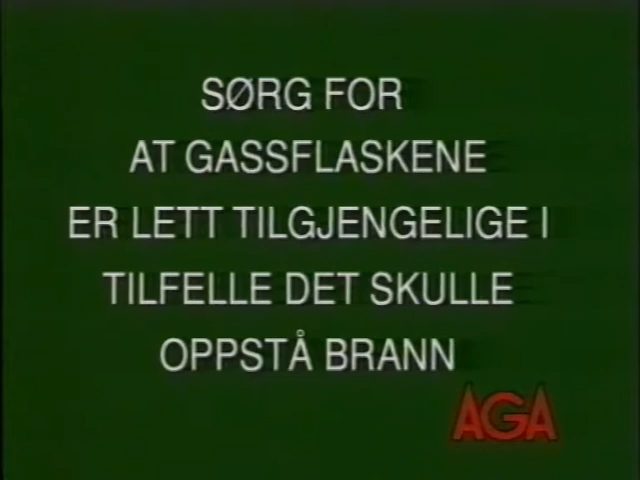 SØRG FOR
AT GASSFLASKENE
ER LETT TILGJENGELIGE I
TILFELLE DET SKULLE
OPPSTÅ BRANN
AGA